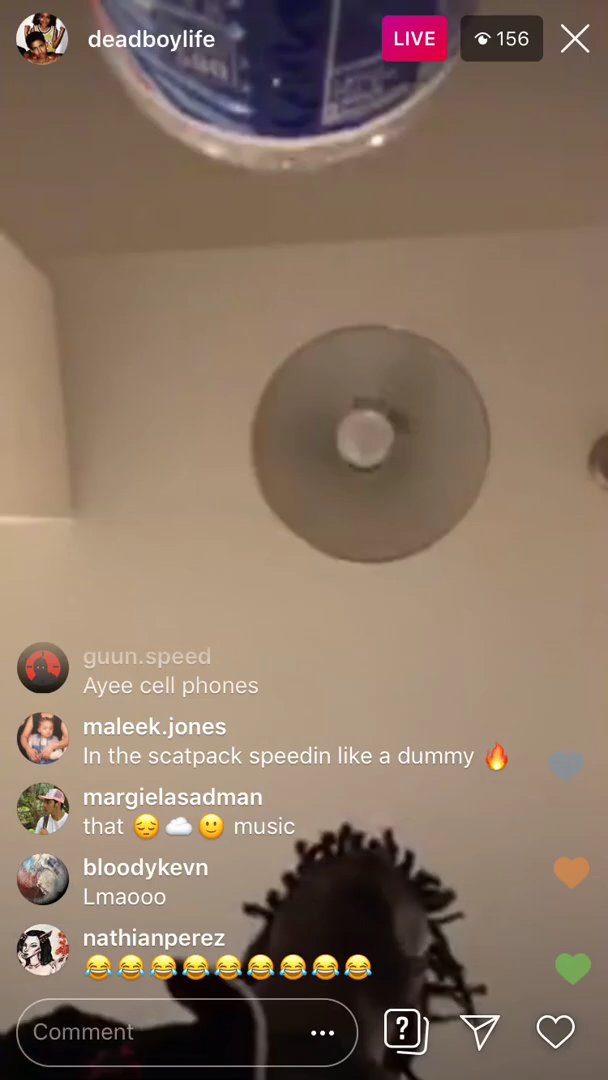 deadboylife
LIVE
156
guun.speed
Ayee cell phones
maleek.jones
In the scatpack speedin like a dummy 🔥
margielasadman
that 😔☁️🙂 music
bloodykevn
Lmaooo
nathianperez
😂😂😂😂😂😂😂😂😂
Comment
?